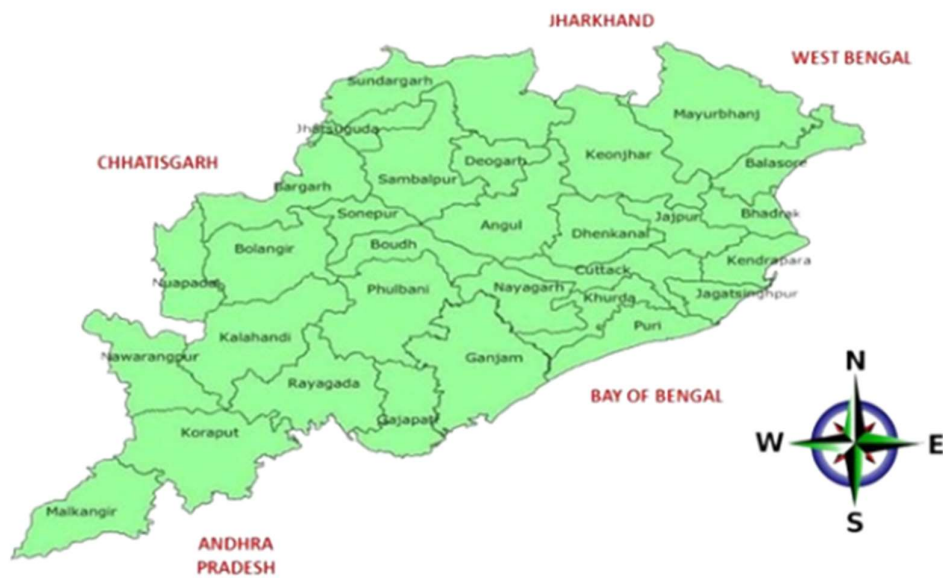 JHARKHAND
WEST BENGAL
Sundargarh
Mayurbhanj
Jharsuguda
CHHATISGARH
Deogarh
Keonjhar
Balasore
Bargarh
Sambalpur
Sonepur
Angul
Jajpur
Bhadrak
Bolangir
Boudh
Dhenkanal
Cuttack
Kendrapara
Nuapada
Phulbani
Nayagarh
Khurda
Jagatsinghpur
Kalahandi
Puri
Nawarangpur
Ganjam
Rayagada
BAY OF BENGAL
Gajapati
Koraput
Malkangir
ANDHRA
PRADESH
N
W
E
S